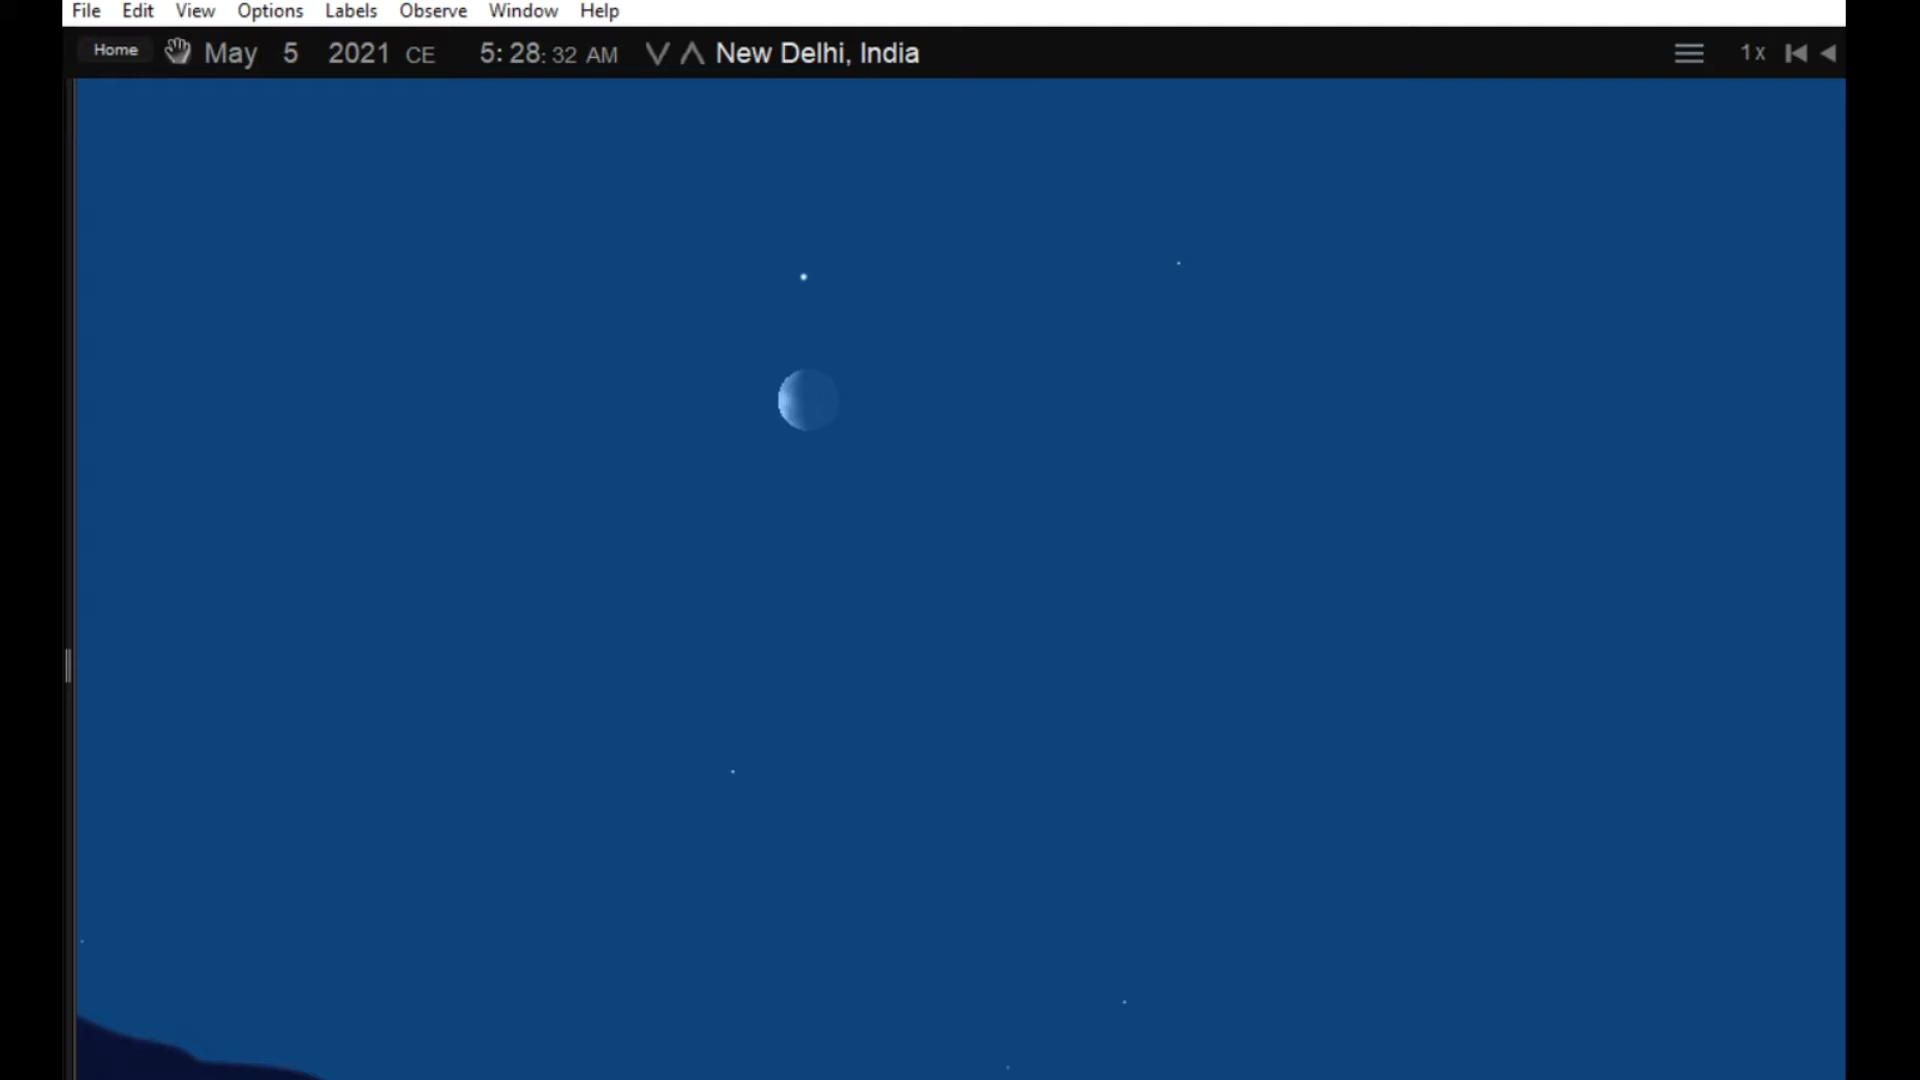 File Edit View Options Labels Observe Window Help
Home May 5 2021 CE 5: 28: 32 AM New Delhi, India 1x